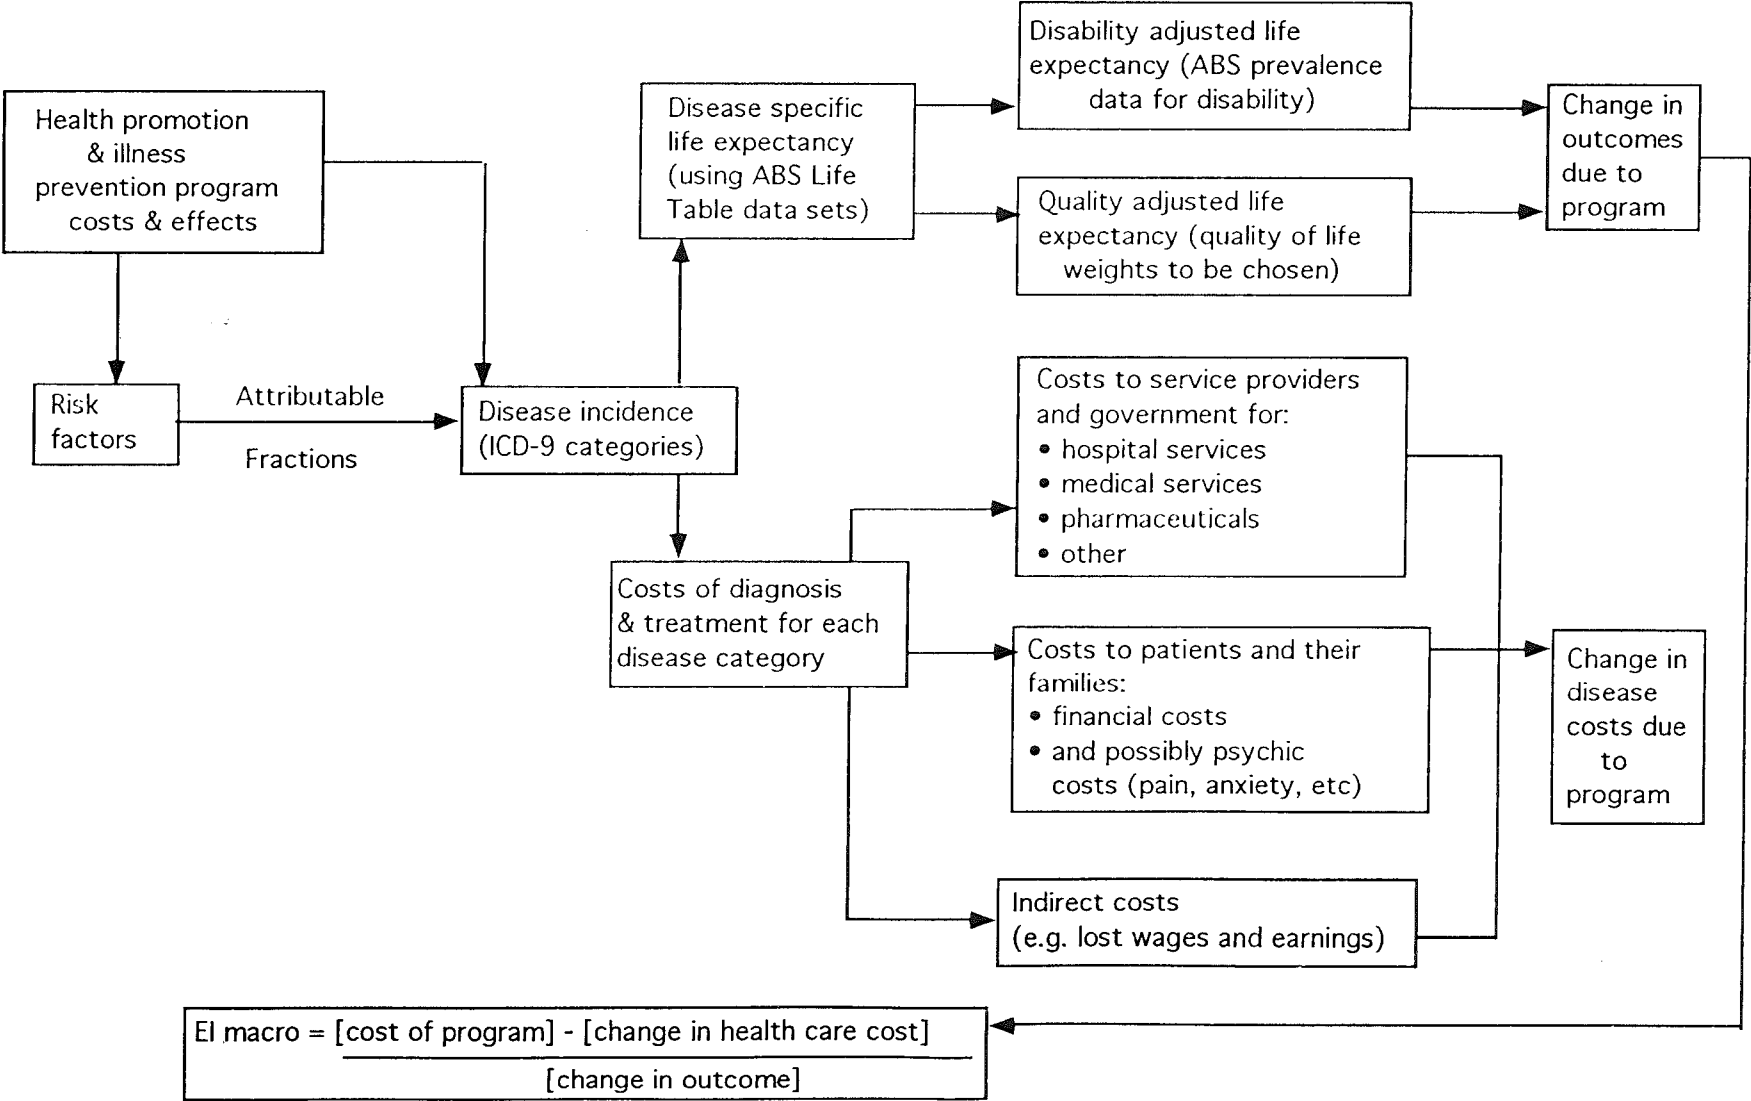 Health promotion
& illness
prevention program
costs & effects
Risk
factors
Attributable
Fractions
Disease incidence
(ICD-9 categories)
Disease specific
life expectancy
(using ABS Life
Table data sets)
Disability adjusted life
expectancy (ABS prevalence
data for disability)
Quality adjusted life
expectancy (quality of life
weights to be chosen)
Change in
outcomes
due to
program
Costs of diagnosis
& treatment for each
disease category
Costs to service providers
and government for:
• hospital services
• medical services
• pharmaceuticals
• other
Costs to patients and their
families:
• financial costs
• and possibly psychic
costs (pain, anxiety, etc)
Indirect costs
(e.g. lost wages and earnings)
Change in
disease
costs due
to
program
EI macro = [cost of program] - [change in health care cost]
[change in outcome]